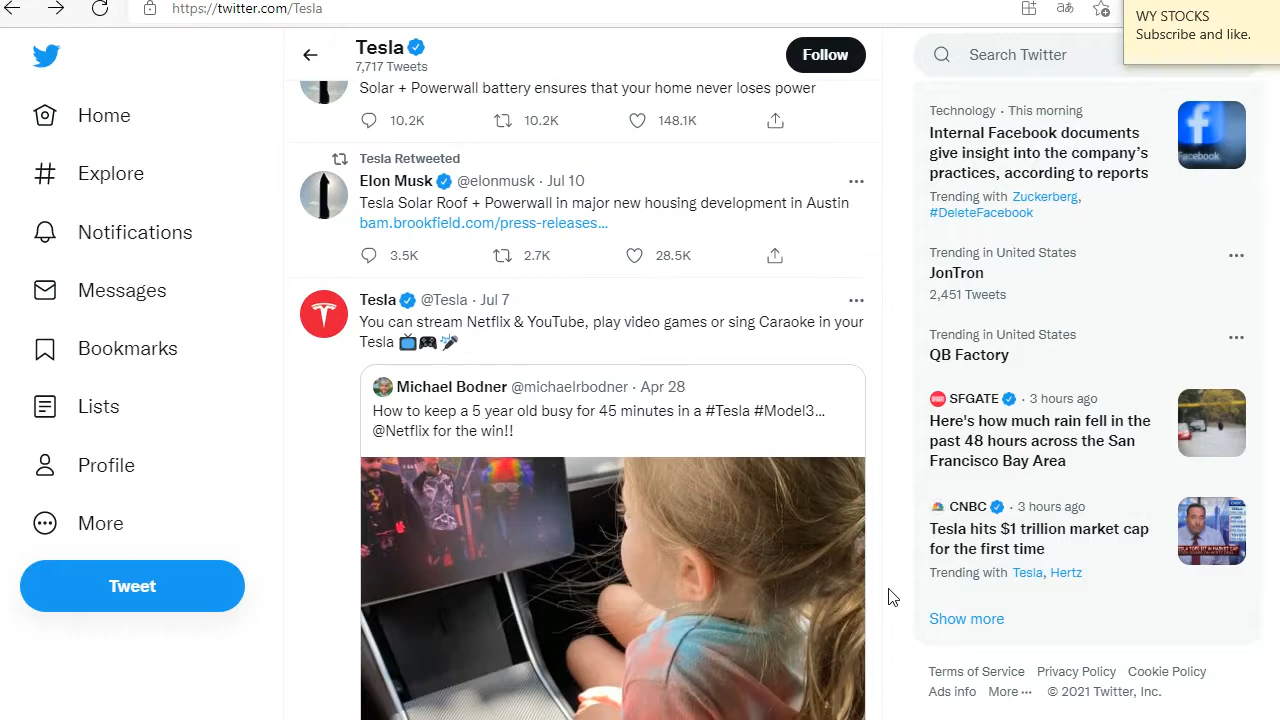 https://twitter.com/Tesla
WY STOCKS
Subscribe and like.
Home
Explore
Notifications
Messages
Bookmarks
Lists
Profile
More
Tweet
Tesla
7,717 Tweets
Follow
Solar + Powerwall battery ensures that your home never loses power
10.2K 10.2K 148.1K
Tesla Retweeted
Elon Musk @elonmusk · Jul 10
Tesla Solar Roof + Powerwall in major new housing development in Austin
bam.brookfield.com/press-releases...
3.5K 2.7K 28.5K
Tesla @Tesla · Jul 7
You can stream Netflix & YouTube, play video games or sing Caraoke in your
Tesla 📺🎮🎤
Michael Bodner @michaelrbodner · Apr 28
How to keep a 5 year old busy for 45 minutes in a #Tesla #Model3...
@Netflix for the win!!
Search Twitter
Technology · This morning
Internal Facebook documents
give insight into the company's
practices, according to reports
Trending with Zuckerberg,
#DeleteFacebook
facebook
Trending in United States
JonTron
2,451 Tweets
Trending in United States
QB Factory
SFGATE · 3 hours ago
Here's how much rain fell in the
past 48 hours across the San
Francisco Bay Area
CNBC · 3 hours ago
Tesla hits $1 trillion market cap
for the first time
Trending with Tesla, Hertz
Show more
Terms of Service Privacy Policy Cookie Policy
Ads info More ··· © 2021 Twitter, Inc.